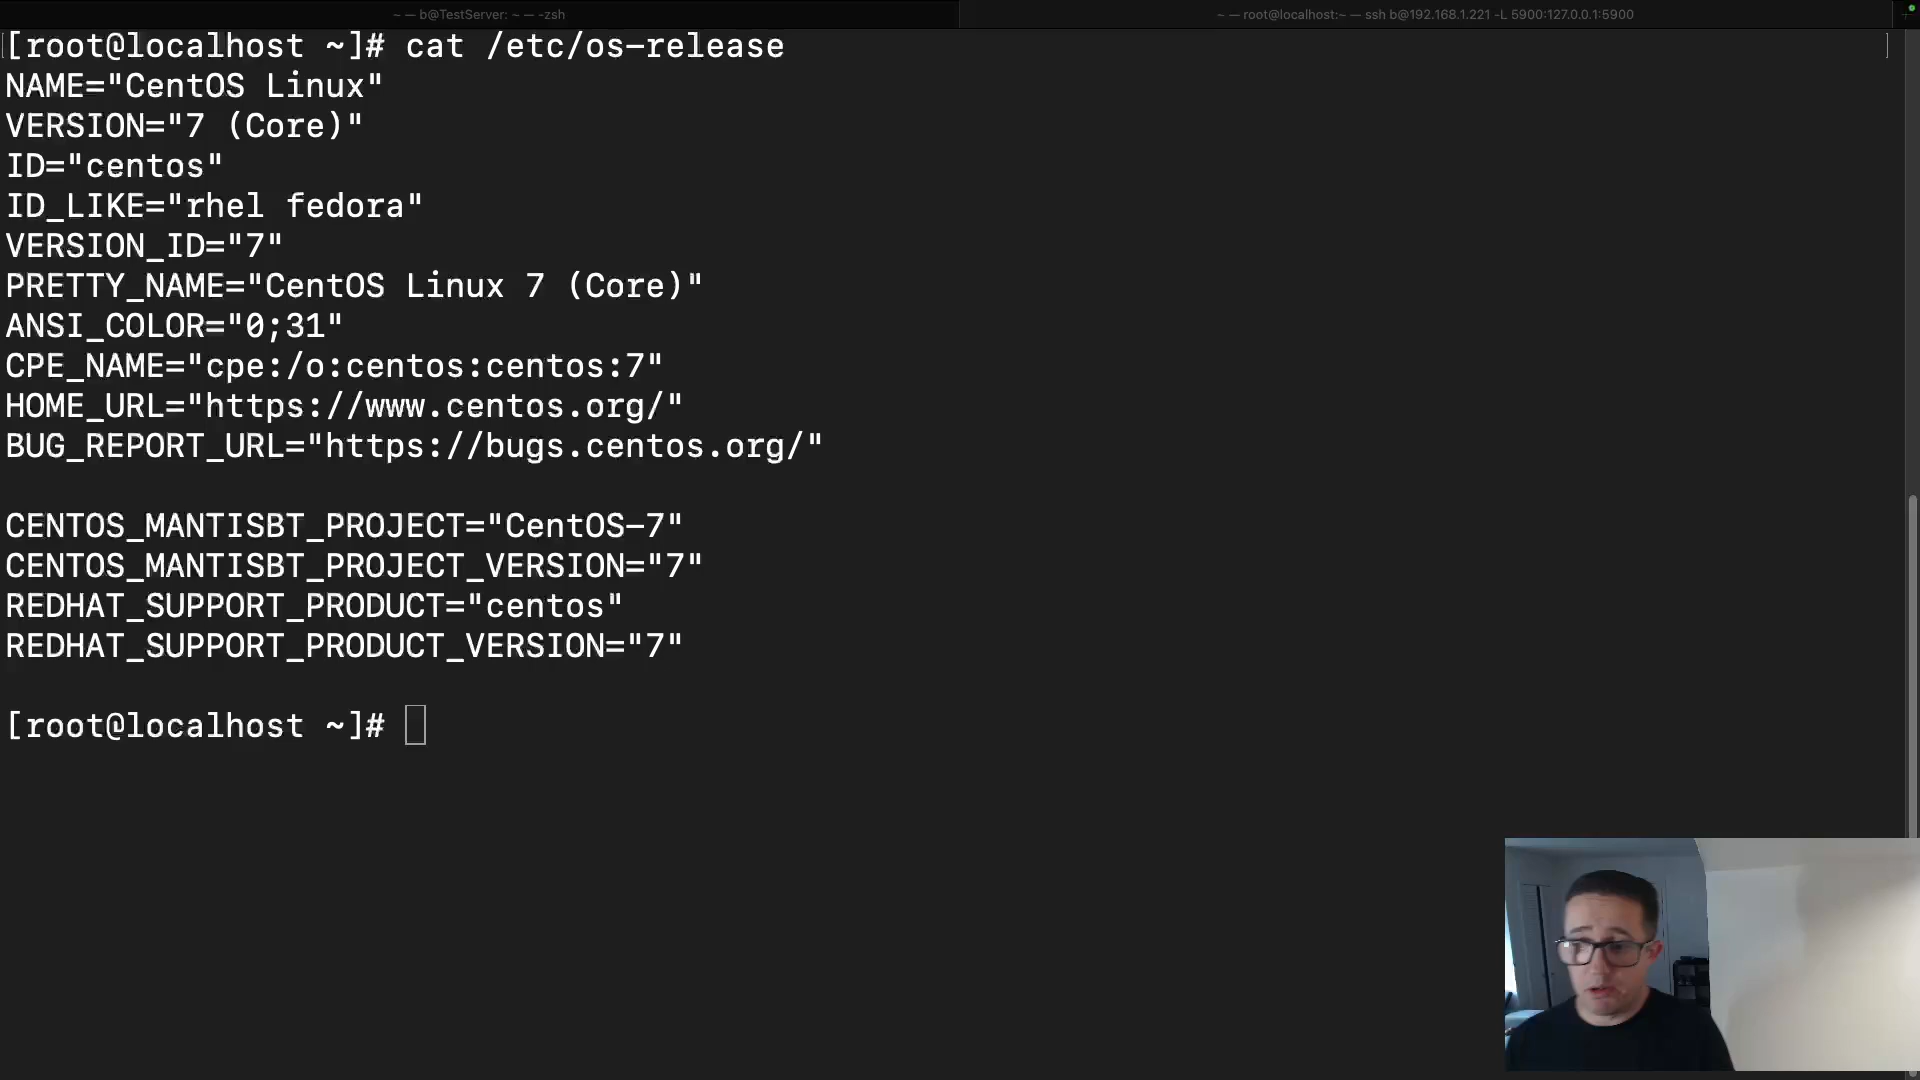 ~ — b@TestServer: ~ — -zsh
~ — root@localhost:~ — ssh b@192.168.1.221 -L 5900:127.0.0.1:5900
[root@localhost ~]# cat /etc/os-release
NAME="CentOS Linux"
VERSION="7 (Core)"
ID="centos"
ID_LIKE="rhel fedora"
VERSION_ID="7"
PRETTY_NAME="CentOS Linux 7 (Core)"
ANSI_COLOR="0;31"
CPE_NAME="cpe:/o:centos:centos:7"
HOME_URL="https://www.centos.org/"
BUG_REPORT_URL="https://bugs.centos.org/"
CENTOS_MANTISBT_PROJECT="CentOS-7"
CENTOS_MANTISBT_PROJECT_VERSION="7"
REDHAT_SUPPORT_PRODUCT="centos"
REDHAT_SUPPORT_PRODUCT_VERSION="7"
[root@localhost ~]#